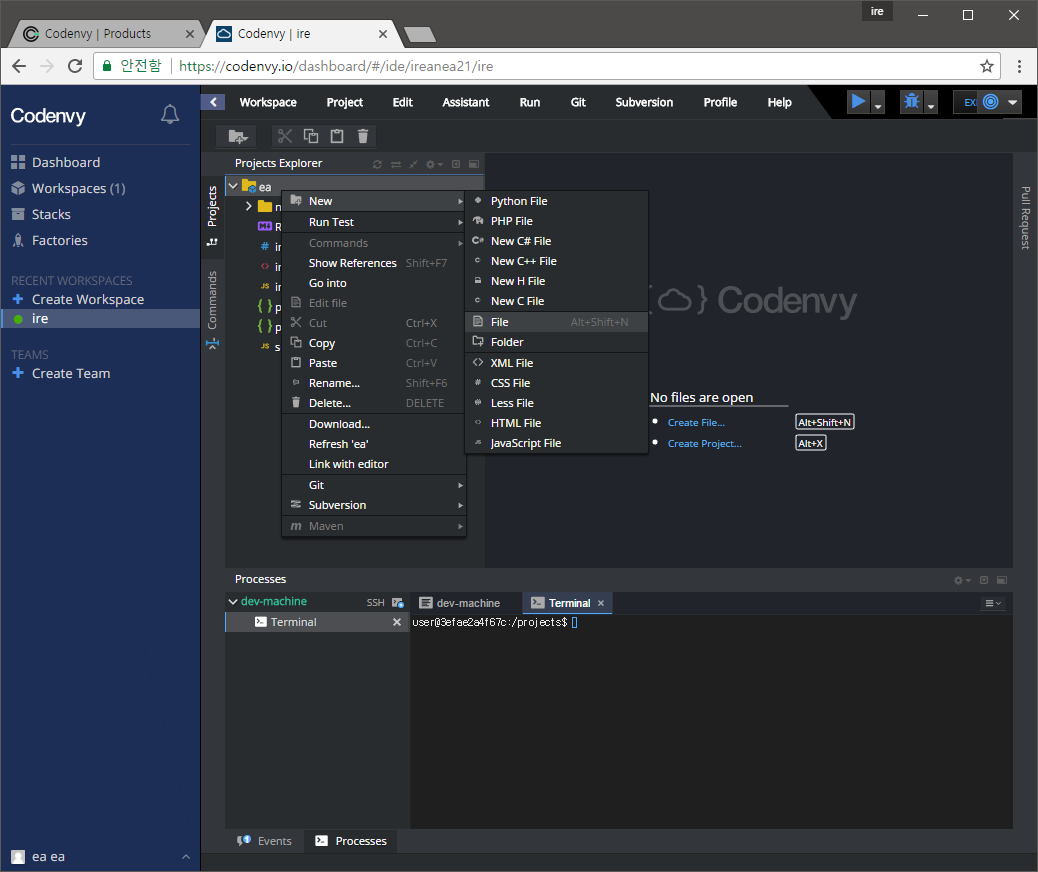 ire
Codenvy | Products
Codenvy | ire
안전함
https://codenvy.io/dashboard/#/ide/ireanea21/ire
Codenvy
Dashboard
Workspaces (1)
Stacks
Factories
RECENT WORKSPACES
Create Workspace
ire
TEAMS
Create Team
ea ea
Workspace Project Edit Assistant Run Git Subversion Profile Help
Projects Explorer
Projects
Commands
Pull Request
ea
New
Run Test
Commands
Show References Shift+F7
Go into
Edit file
Cut Ctrl+X
Copy Ctrl+C
Paste Ctrl+V
Rename... Shift+F6
Delete... DELETE
Download...
Refresh 'ea'
Link with editor
Git
Subversion
Maven
Python File
PHP File
New C# File
New C++ File
New H File
New C File
File Alt+Shift+N
Folder
XML File
CSS File
Less File
HTML File
JavaScript File
Codenvy
No files are open
Create File... Alt+Shift+N
Create Project... Alt+X
Processes
dev-machine SSH
Terminal
dev-machine
Terminal
user@3efae2a4f67c:/projects$
Events
Processes